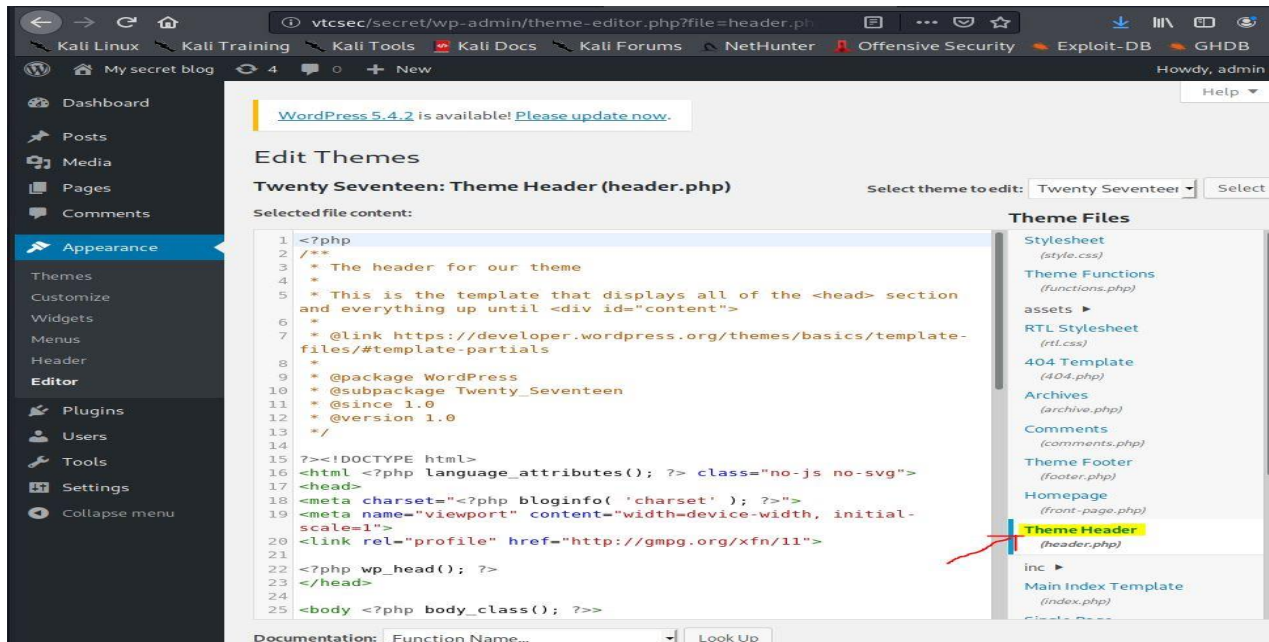 vtcsec/secret/wp-admin/theme-editor.php?file=header.ph
Kali Linux Kali Training Kali Tools Kali Docs Kali Forums NetHunter Offensive Security Exploit-DB GHDB
My secret blog 4 0 + New Howdy, admin
Help
Dashboard
Posts
Media
Pages
Comments
Appearance
Themes
Customize
Widgets
Menus
Header
Editor
Plugins
Users
Tools
Settings
Collapse menu
WordPress 5.4.2 is available! Please update now.
Edit Themes
Twenty Seventeen: Theme Header (header.php)
Select theme to edit: Twenty Seventeen Select
Selected file content:
1 <?php
2 /**
3 * The header for our theme
4 *
5 * This is the template that displays all of the <head> section
and everything up until <div id="content">
6 *
7 * @link https://developer.wordpress.org/themes/basics/template-
files/#template-partials
8 *
9 * @package WordPress
10 * @subpackage Twenty_Seventeen
11 * @since 1.0
12 * @version 1.0
13 */
14
15 ?><!DOCTYPE html>
16 <html <?php language_attributes(); ?> class="no-js no-svg">
17 <head>
18 <meta charset="<?php bloginfo( 'charset' ); ?>">
19 <meta name="viewport" content="width=device-width, initial-
scale=1">
20 <link rel="profile" href="http://gmpg.org/xfn/11">
21
22 <?php wp_head(); ?>
23 </head>
24
25 <body <?php body_class(); ?>>
Theme Files
Stylesheet
(style.css)
Theme Functions
(functions.php)
assets
RTL Stylesheet
(rtl.css)
404 Template
(404.php)
Archives
(archive.php)
Comments
(comments.php)
Theme Footer
(footer.php)
Homepage
(front-page.php)
Theme Header
(header.php)
inc
Main Index Template
(index.php)
Documentation: Function Name... Look Up